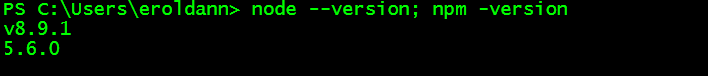 PS C:\Users\eroldann> node --version; npm -version
v8.9.1
5.6.0